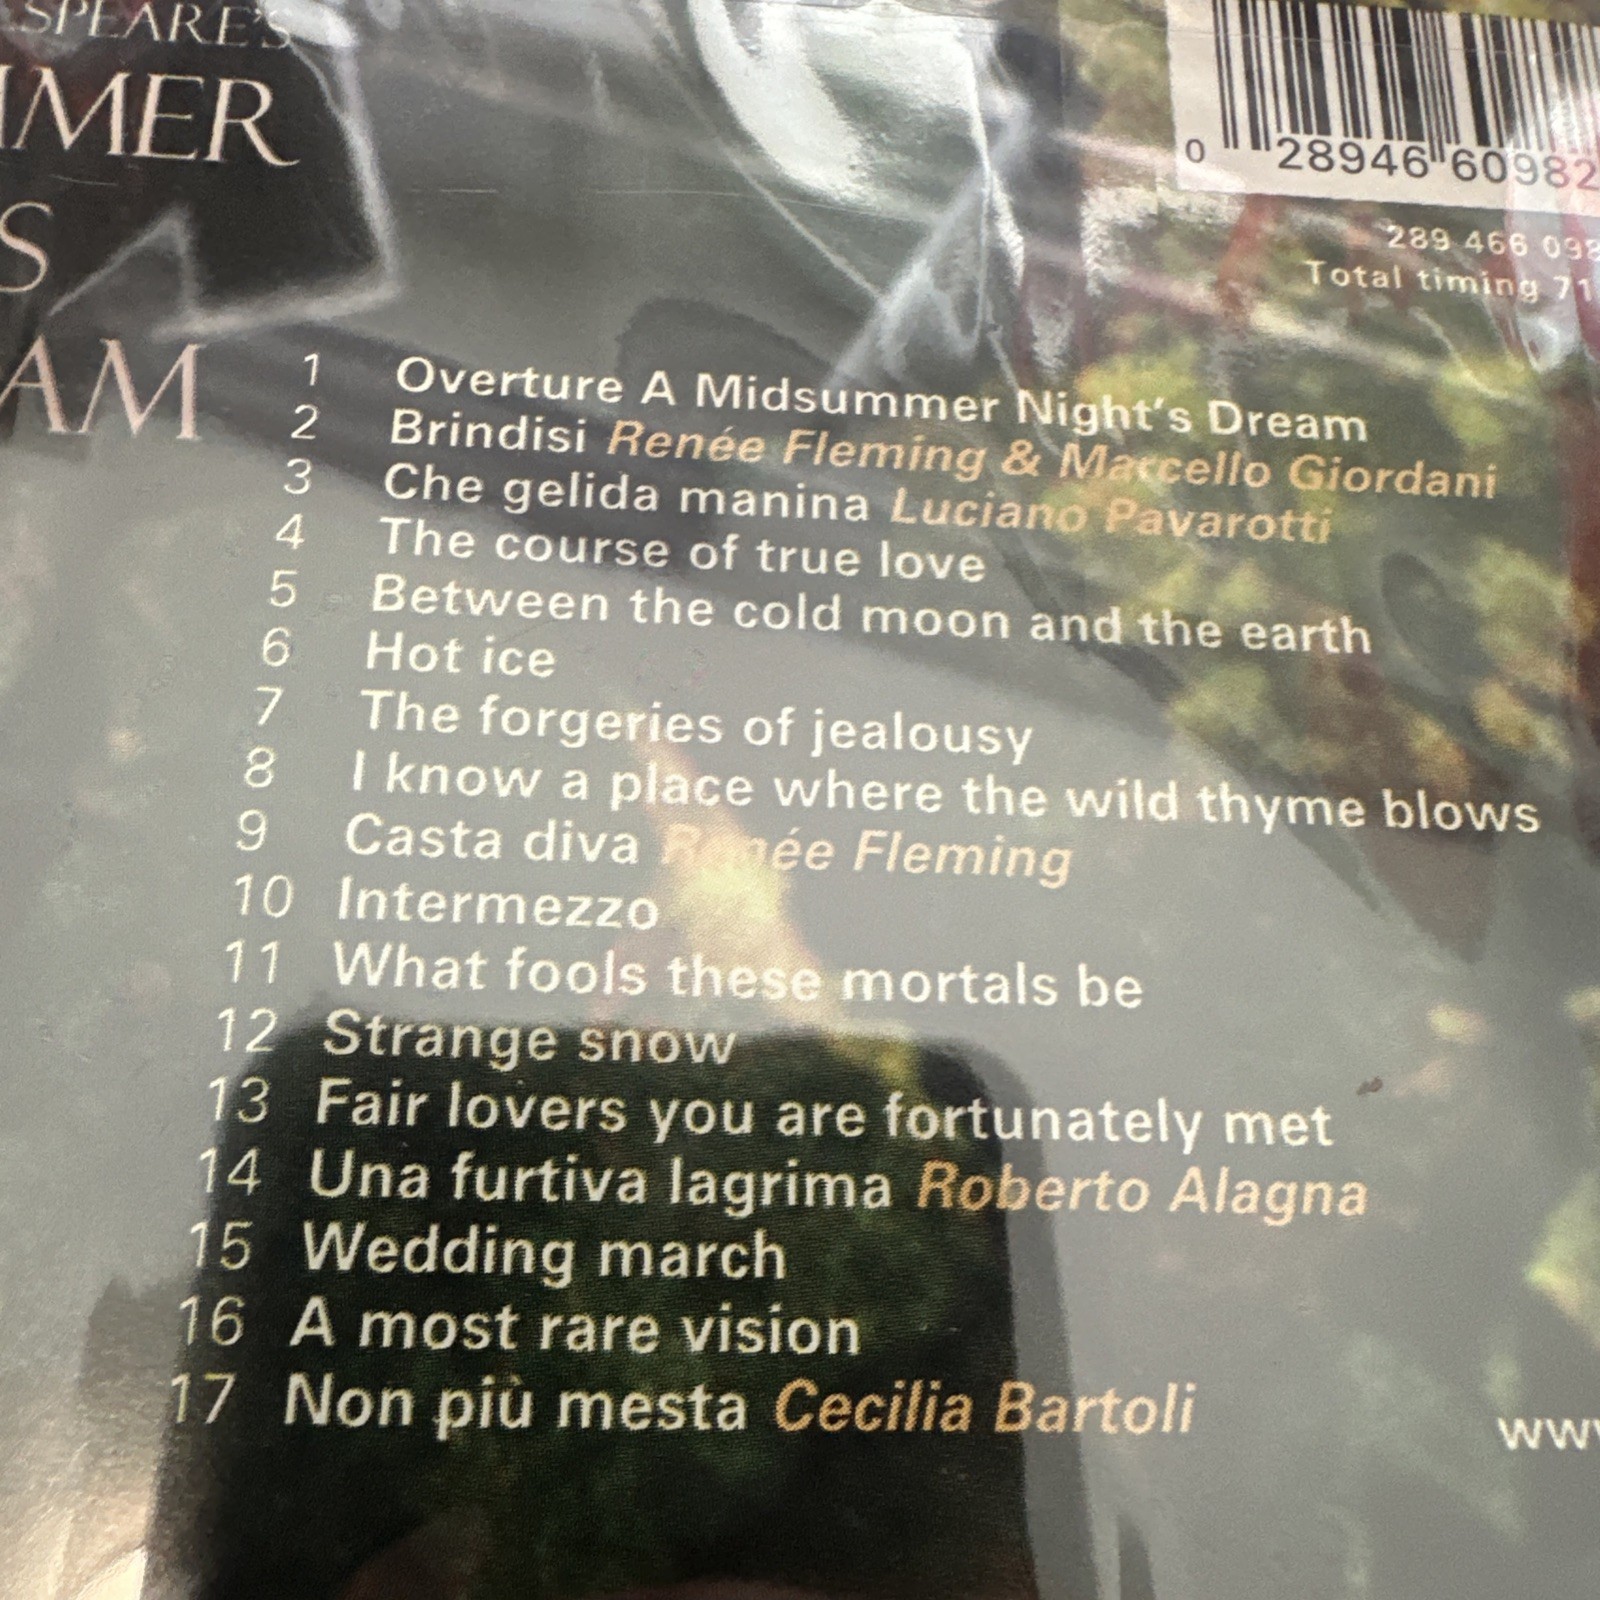 SPEARE'S
MER
S
AM
0 28946 60982
289 466 098
Total timing 71
1 Overture A Midsummer Night's Dream
2 Brindisi Renée Fleming & Marcello Giordani
3 Che gelida manina Luciano Pavarotti
4 The course of true love
5 Between the cold moon and the earth
6 Hot ice
7 The forgeries of jealousy
8 I know a place where the wild thyme blows
9 Casta diva Renée Fleming
10 Intermezzo
11 What fools these mortals be
12 Strange snow
13 Fair lovers you are fortunately met
14 Una furtiva lagrima Roberto Alagna
15 Wedding march
16 A most rare vision
17 Non più mesta Cecilia Bartoli
www